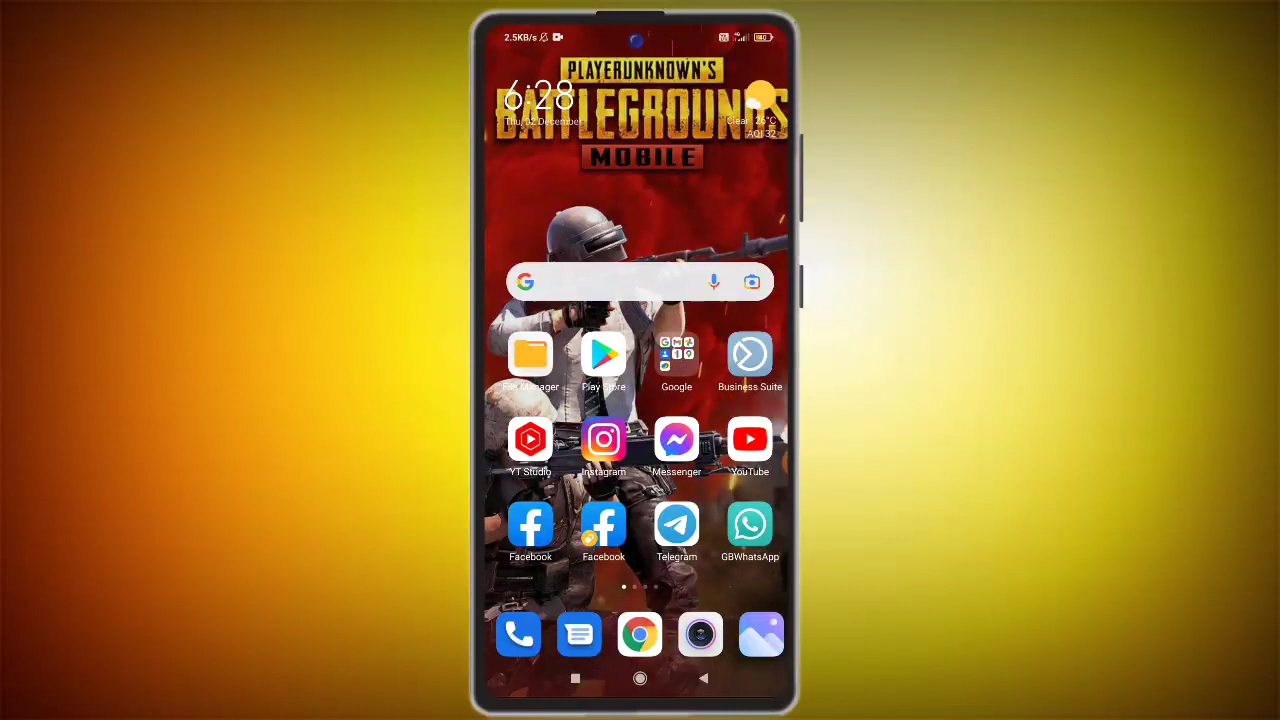 2.5KB/s
PLAYERUNKNOWN'S
6:28
BATTLEGROUNDS
Thu, 02 December
Clear 26°C
AQI 32
MOBILE
File Manager
Play Store
Google
Business Suite
YT Studio
Instagram
Messenger
YouTube
Facebook
Facebook
Telegram
GBWhatsApp